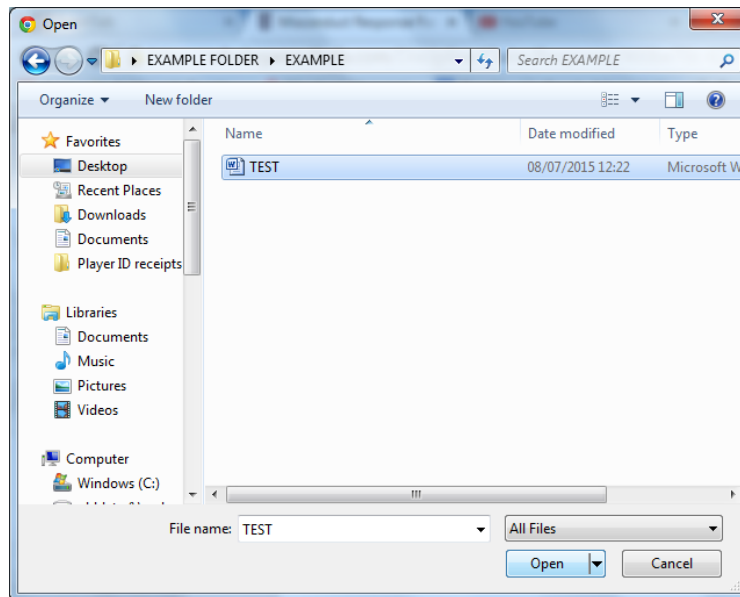 Open
EXAMPLE FOLDER EXAMPLE
Search EXAMPLE
Organize New folder
Name Date modified Type
TEST 08/07/2015 12:22 Microsoft W
Favorites
Desktop
Recent Places
Downloads
Documents
Player ID receipts
Libraries
Documents
Music
Pictures
Videos
Computer
Windows (C:)
File name: TEST All Files
Open Cancel